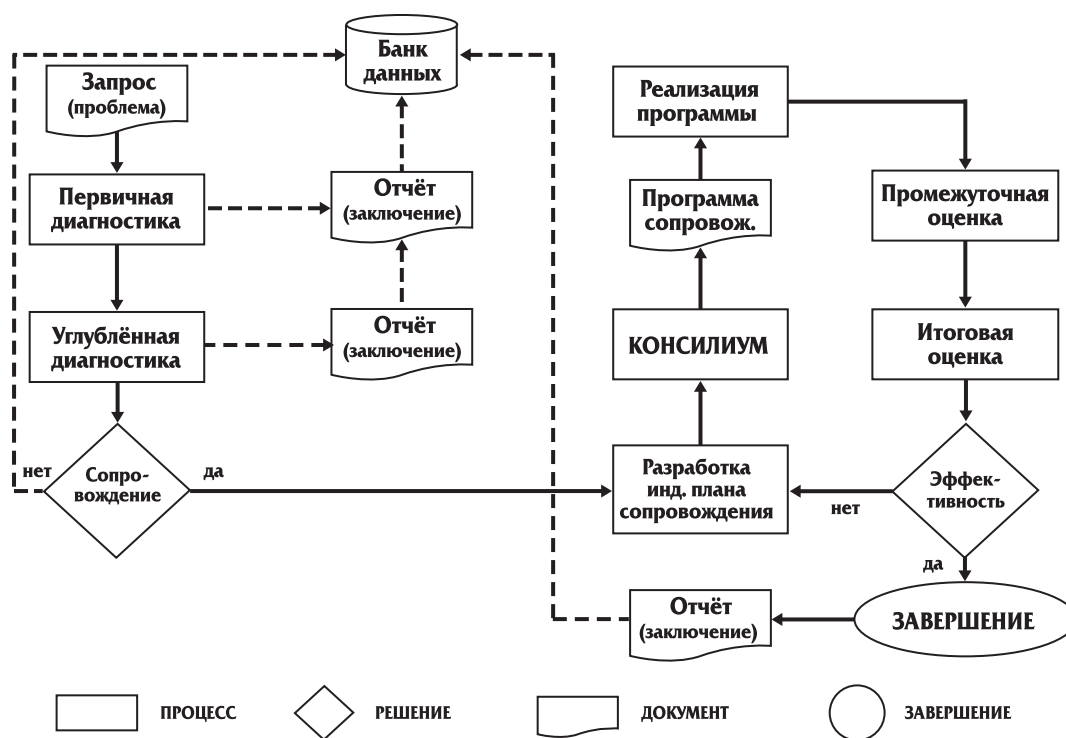 Банк
данных
Запрос
(проблема)
Первичная
диагностика
Отчёт
(заключение)
Углублённая
диагностика
Отчёт
(заключение)
нет
Сопро-
вождение
да
Реализация
программы
Программа
сопровож.
КОНСИЛИУМ
Разработка
инд. плана
сопровождения
Промежуточная
оценка
Итоговая
оценка
Эффек-
тивность
нет
да
ЗАВЕРШЕНИЕ
Отчёт
(заключение)
ПРОЦЕСС
РЕШЕНИЕ
ДОКУМЕНТ
ЗАВЕРШЕНИЕ